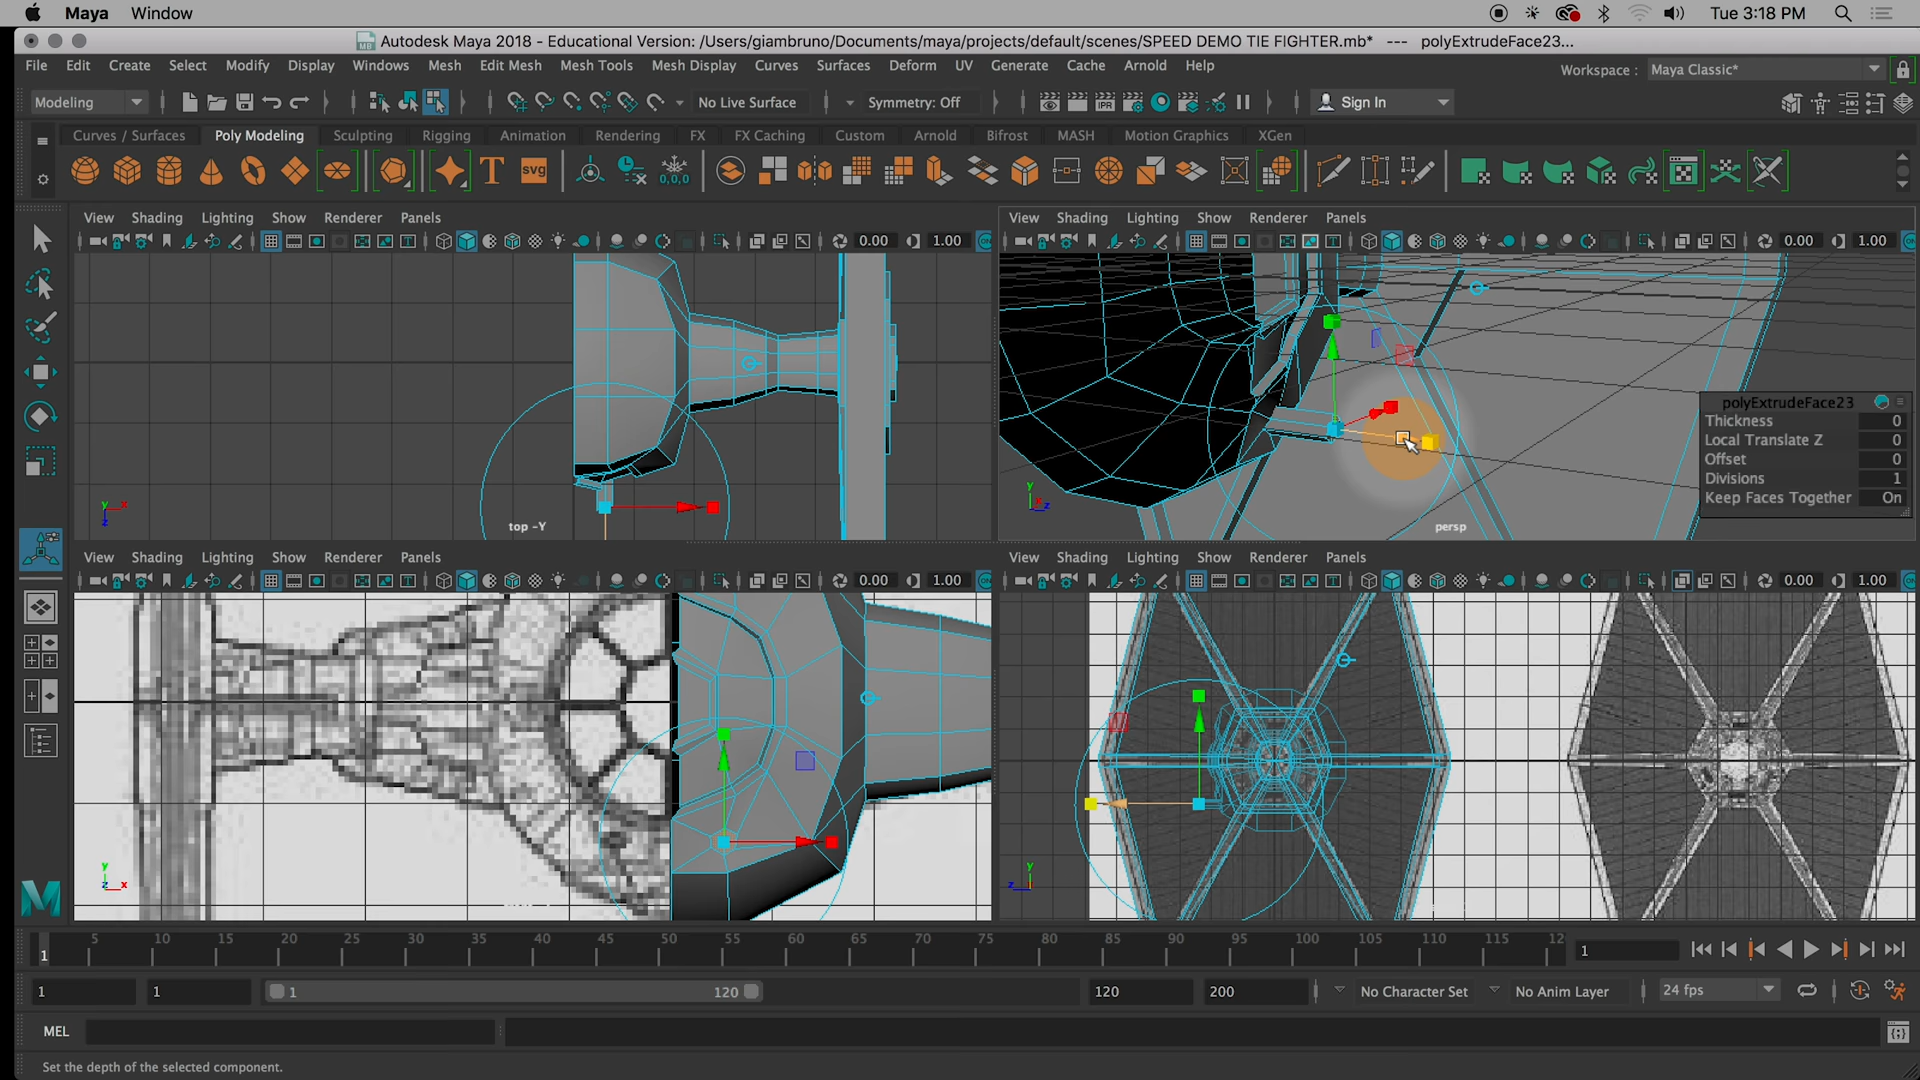 Maya Window Tue 3:18 PM
Autodesk Maya 2018 - Educational Version: /Users/giambruno/Documents/maya/projects/default/scenes/SPEED DEMO TIE FIGHTER.mb* --- polyExtrudeFace23...
File Edit Create Select Modify Display Windows Mesh Edit Mesh Mesh Tools Mesh Display Curves Surfaces Deform UV Generate Cache Arnold Help Workspace : Maya Classic*
Modeling No Live Surface Symmetry: Off IPR Sign In
Curves / Surfaces Poly Modeling Sculpting Rigging Animation Rendering FX FX Caching Custom Arnold Bifrost MASH Motion Graphics XGen
T svg 0,0,0
View Shading Lighting Show Renderer Panels
0.00 1.00 ON
top -Y
View Shading Lighting Show Renderer Panels
0.00 1.00 ON
polyExtrudeFace23
Thickness 0
Local Translate Z 0
Offset 0
Divisions 1
Keep Faces Together On
persp
View Shading Lighting Show Renderer Panels
0.00 1.00
View Shading Lighting Show Renderer Panels
0.00 1.00
1 5 10 15 20 25 30 35 40 45 50 55 60 65 70 75 80 85 90 95 100 105 110 115 12 1
1 1 1 120 120 200 No Character Set No Anim Layer 24 fps
MEL
Set the depth of the selected component.